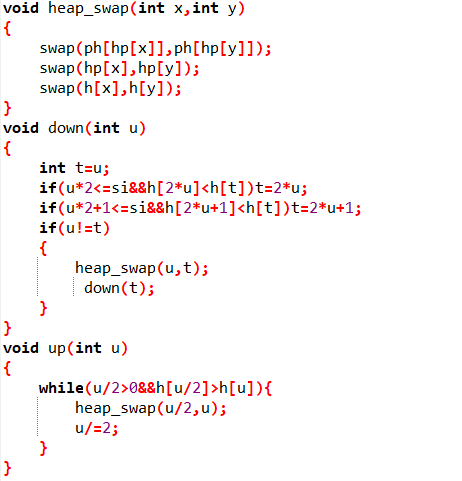 void heap_swap(int x,int y)
{
    swap(ph[hp[x]],ph[hp[y]]);
    swap(hp[x],hp[y]);
    swap(h[x],h[y]);
}
void down(int u)
{
    int t=u;
    if(u*2<=si&&h[2*u]<h[t])t=2*u;
    if(u*2+1<=si&&h[2*u+1]<h[t])t=2*u+1;
    if(u!=t)
    {
        heap_swap(u,t);
         down(t);
    }
}
void up(int u)
{
    while(u/2>0&&h[u/2]>h[u]){
        heap_swap(u/2,u);
        u/=2;
    }
}